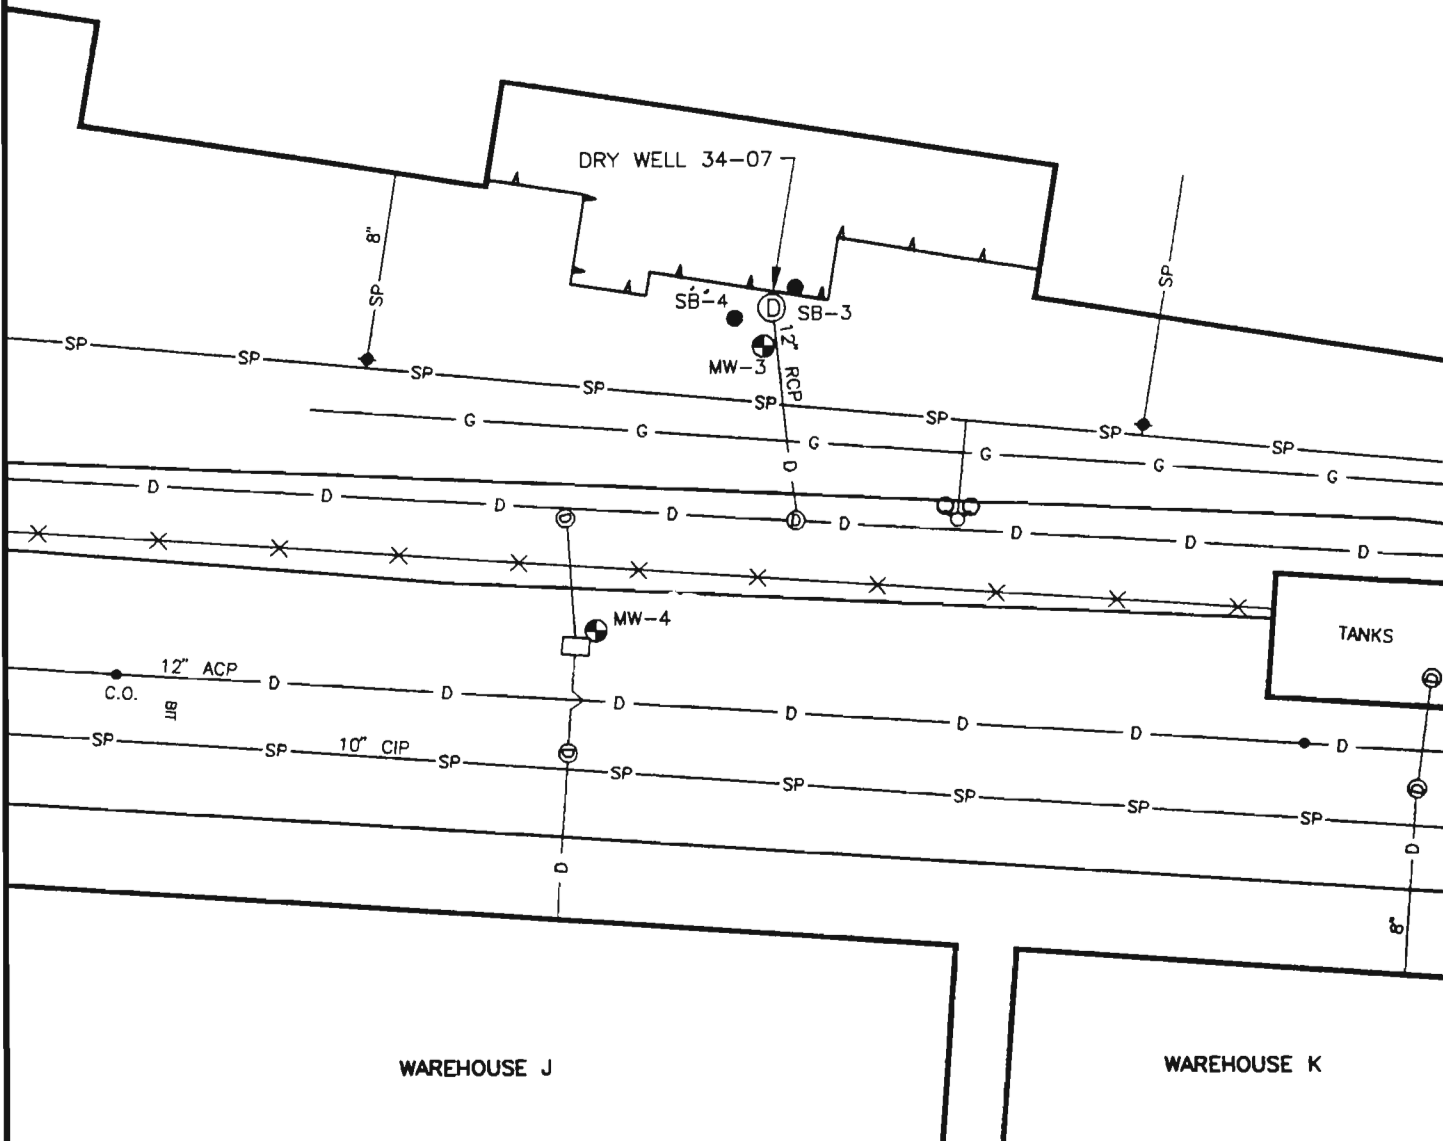 DRY WELL 34-07
8"
SP
SP
SB-4
D
SB-3
12" RCP
MW-3
SP SP SP SP SP SP SP SP
G G G G G G
D
D D D D D D D D
D D
MW-4
TANKS
D
12" ACP
C.O.
D D D D D D D
BIT
D
10" CIP
SP SP SP SP SP SP SP SP
D
D
D
8"
WAREHOUSE J
WAREHOUSE K